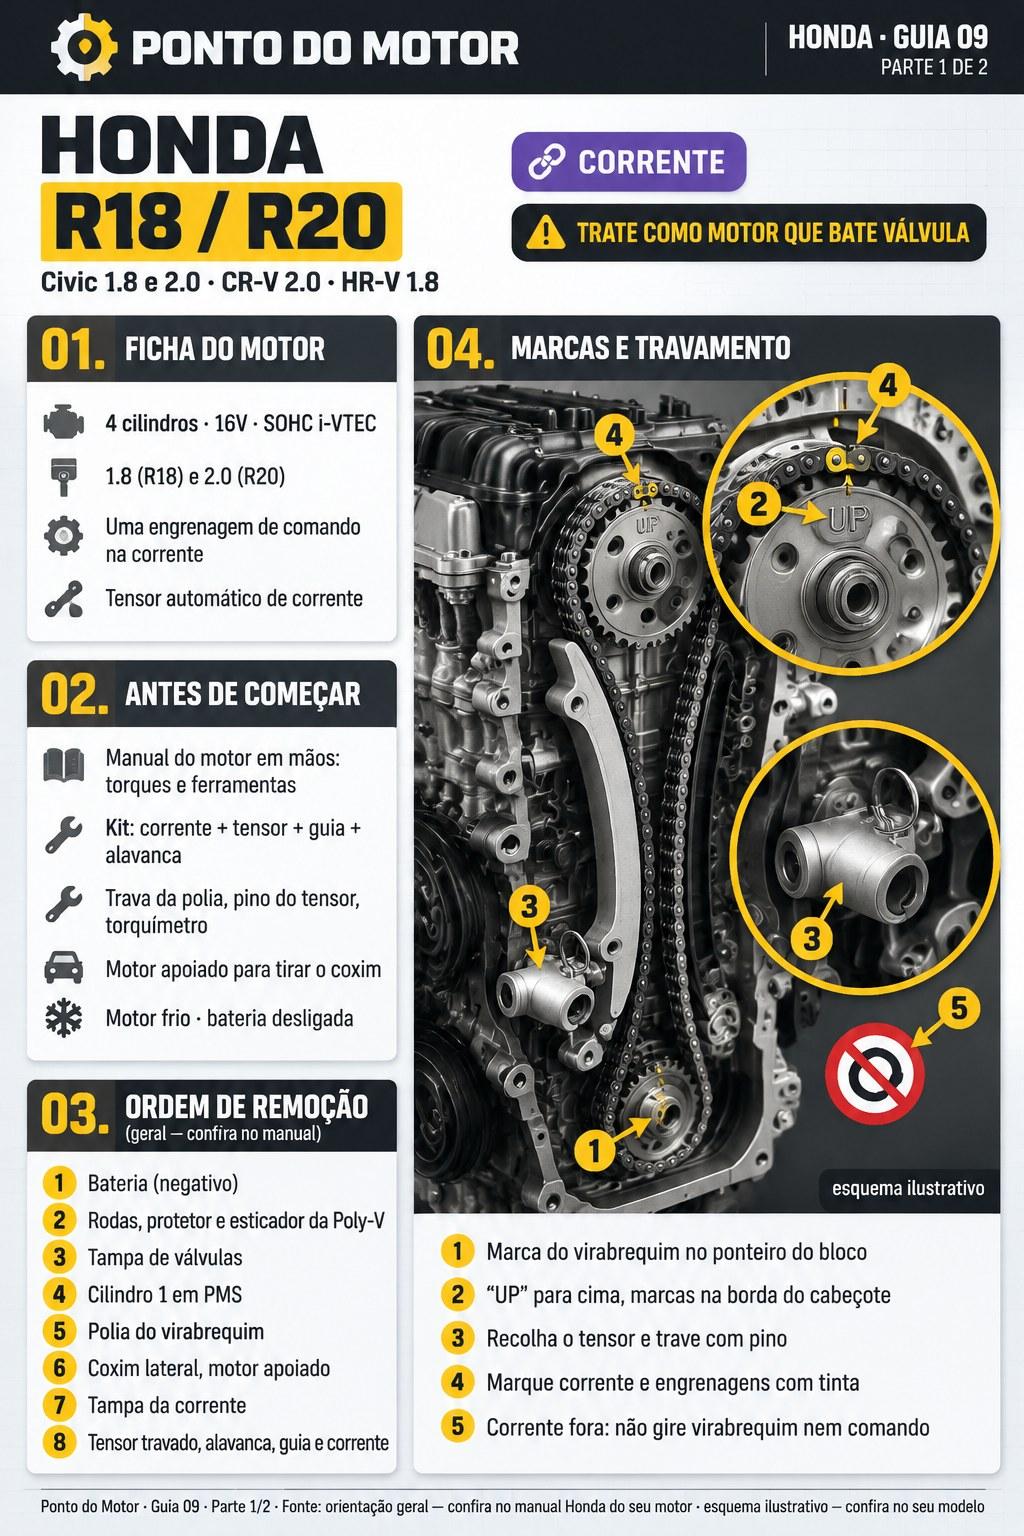 PONTO DO MOTOR
HONDA · GUIA 09
PARTE 1 DE 2
HONDA
R18 / R20
Civic 1.8 e 2.0 · CR-V 2.0 · HR-V 1.8
CORRENTE
TRATE COMO MOTOR QUE BATE VÁLVULA
01. FICHA DO MOTOR
4 cilindros · 16V · SOHC i-VTEC
1.8 (R18) e 2.0 (R20)
Uma engrenagem de comando
na corrente
Tensor automático de corrente
02. ANTES DE COMEÇAR
Manual do motor em mãos:
torques e ferramentas
Kit: corrente + tensor + guia +
alavanca
Trava da polia, pino do tensor,
torquímetro
Motor apoiado para tirar o coxim
Motor frio · bateria desligada
03. ORDEM DE REMOÇÃO
(geral — confira no manual)
1 Bateria (negativo)
2 Rodas, protetor e esticador da Poly-V
3 Tampa de válvulas
4 Cilindro 1 em PMS
5 Polia do virabrequim
6 Coxim lateral, motor apoiado
7 Tampa da corrente
8 Tensor travado, alavanca, guia e corrente
04. MARCAS E TRAVAMENTO
4
4
UP
2
UP
3
3
5
1
esquema ilustrativo
1 Marca do virabrequim no ponteiro do bloco
2 “UP” para cima, marcas na borda do cabeçote
3 Recolha o tensor e trave com pino
4 Marque corrente e engrenagens com tinta
5 Corrente fora: não gire virabrequim nem comando
Ponto do Motor · Guia 09 · Parte 1/2 · Fonte: orientação geral — confira no manual Honda do seu motor · esquema ilustrativo — confira no seu modelo